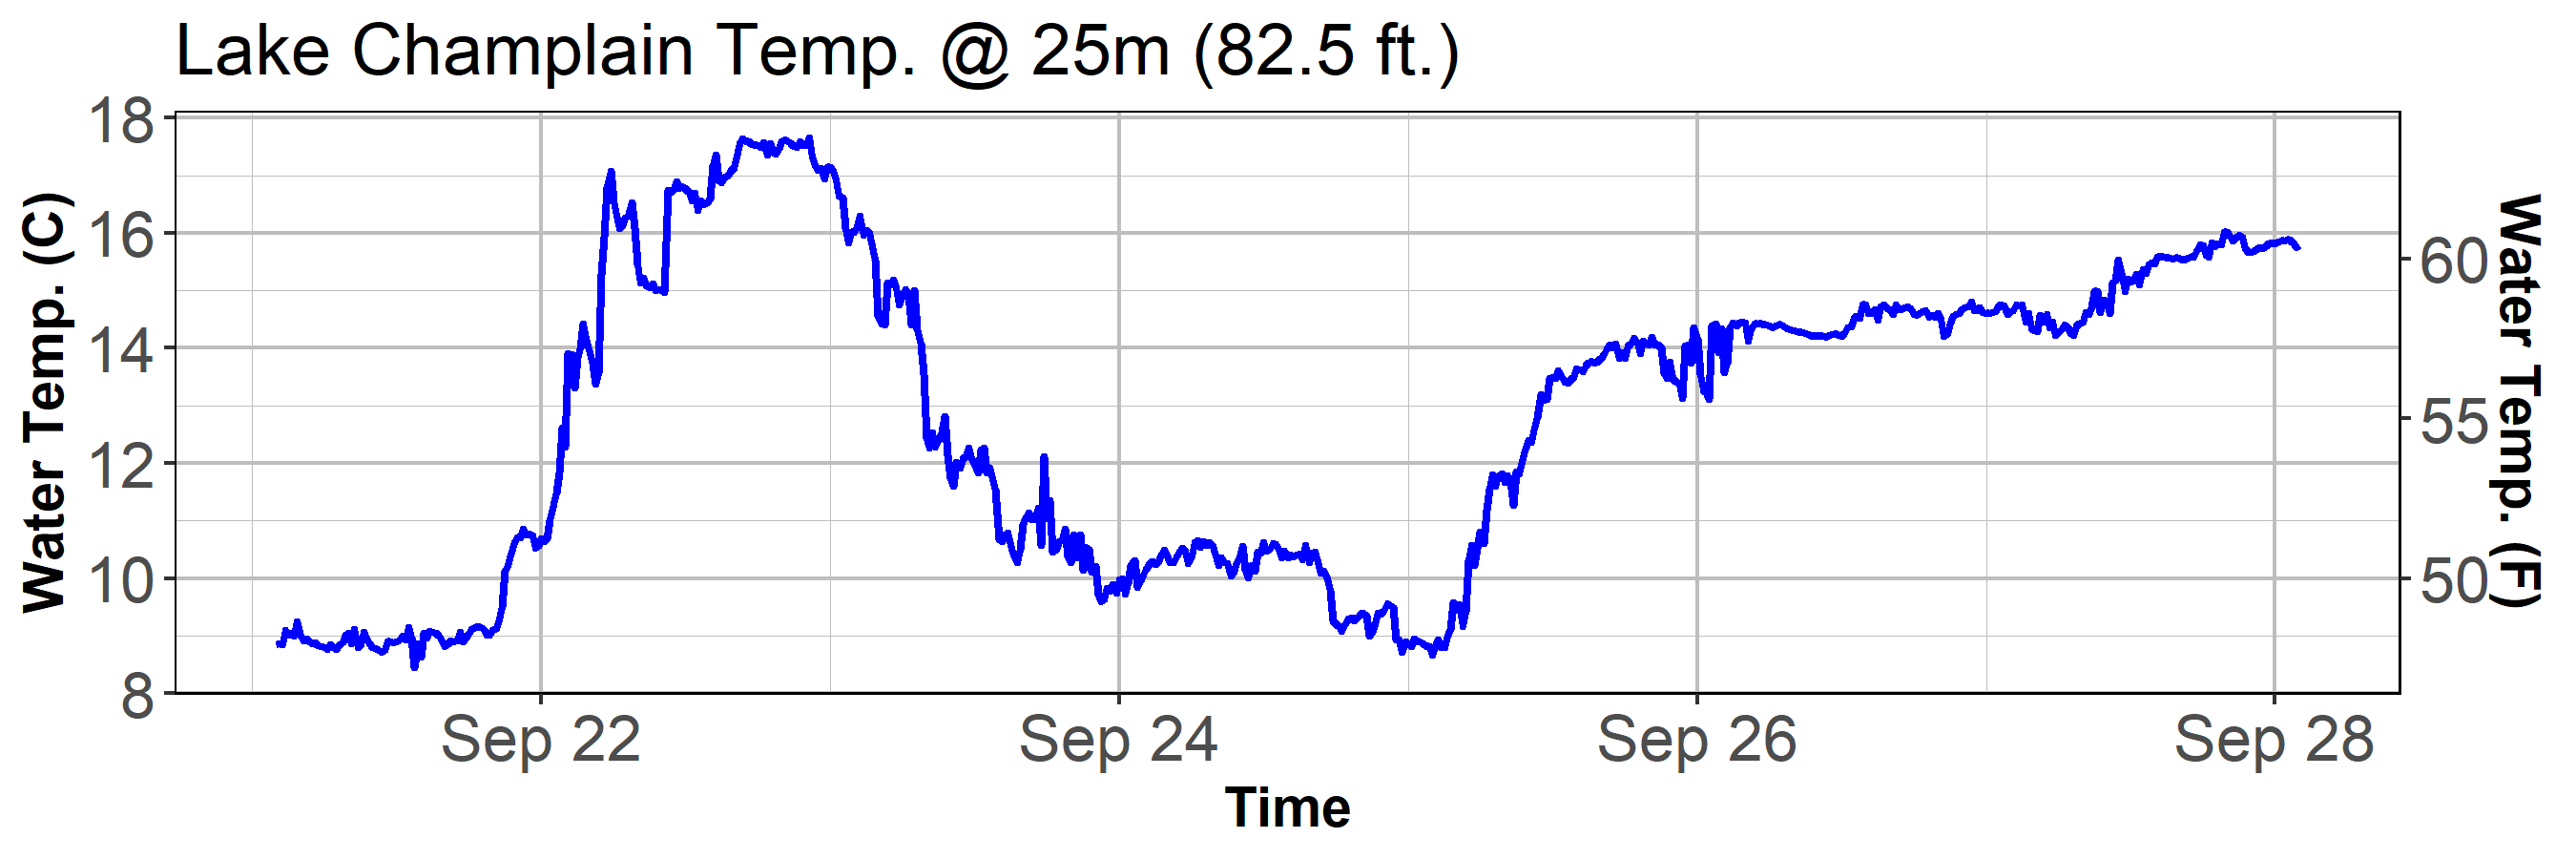 Lake Champlain Temp. @ 25m (82.5 ft.)
Water Temp. (C)
18
16
14
12
10
8
60
55
50
Water Temp. (F)
Sep 22
Sep 24
Sep 26
Sep 28
Time